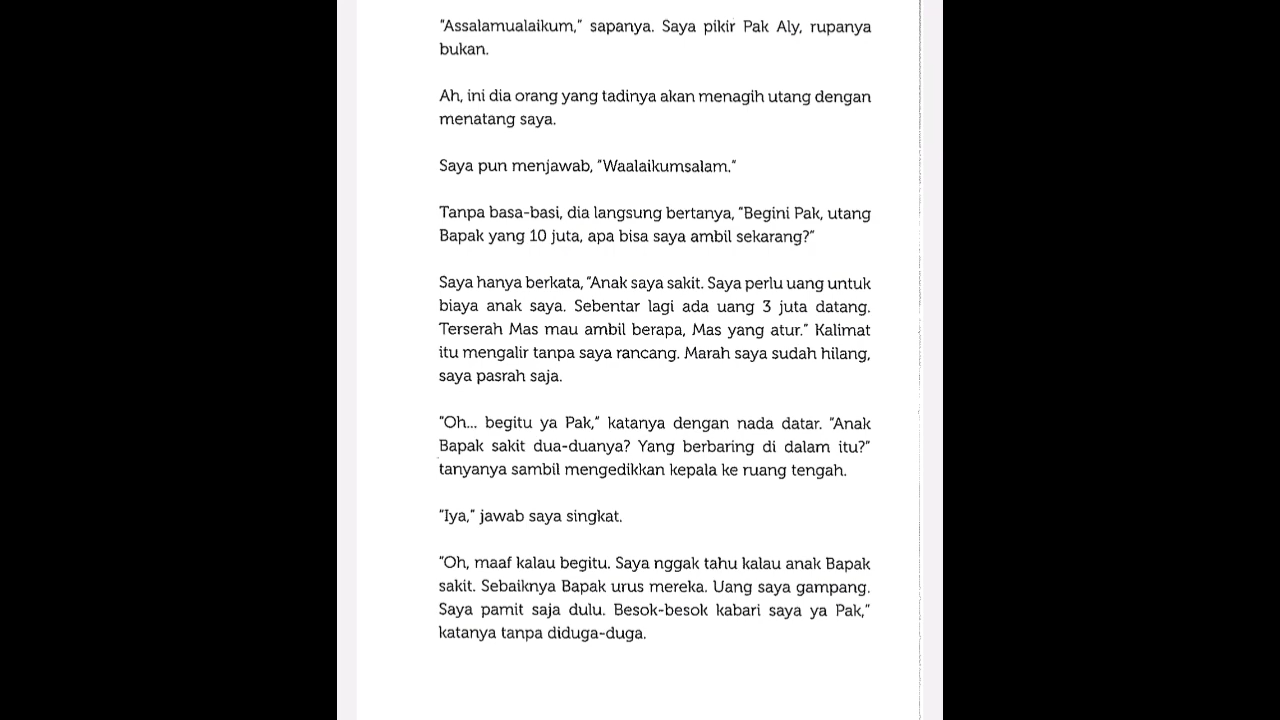 "Assalamualaikum," sapanya. Saya pikir Pak Aly, rupanya
bukan.
Ah, ini dia orang yang tadinya akan menagih utang dengan
menatang saya.
Saya pun menjawab, "Waalaikumsalam."
Tanpa basa-basi, dia langsung bertanya, "Begini Pak, utang
Bapak yang 10 juta, apa bisa saya ambil sekarang?"
Saya hanya berkata, "Anak saya sakit. Saya perlu uang untuk
biaya anak saya. Sebentar lagi ada uang 3 juta datang.
Terserah Mas mau ambil berapa, Mas yang atur." Kalimat
itu mengalir tanpa saya rancang. Marah saya sudah hilang,
saya pasrah saja.
"Oh... begitu ya Pak," katanya dengan nada datar. "Anak
Bapak sakit dua-duanya? Yang berbaring di dalam itu?"
tanyanya sambil mengedikkan kepala ke ruang tengah.
"Iya," jawab saya singkat.
"Oh, maaf kalau begitu. Saya nggak tahu kalau anak Bapak
sakit. Sebaiknya Bapak urus mereka. Uang saya gampang.
Saya pamit saja dulu. Besok-besok kabari saya ya Pak,"
katanya tanpa diduga-duga.